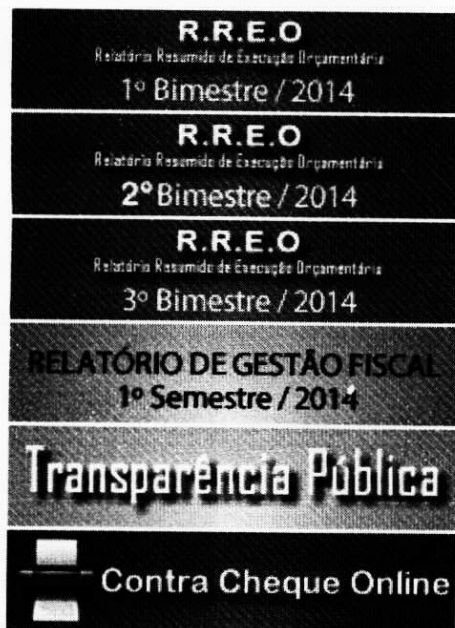 R.R.E.O
Relatório Resumido de Execução Orçamentária
1º Bimestre / 2014
R.R.E.O
Relatório Resumido de Execução Orçamentária
2º Bimestre / 2014
R.R.E.O
Relatório Resumido de Execução Orçamentária
3º Bimestre / 2014
RELATÓRIO DE GESTÃO FISCAL
1º Semestre / 2014
Transparência Pública
Contra Cheque Online